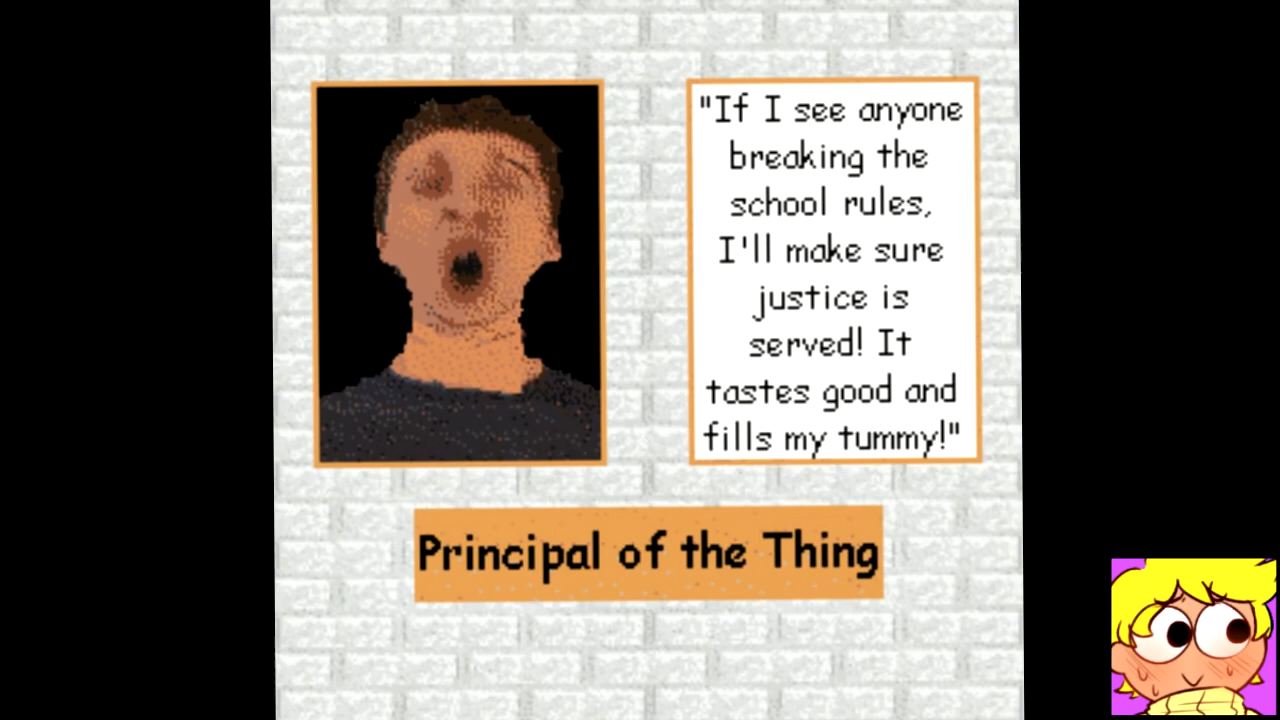 "If I see anyone
breaking the
school rules,
I'll make sure
justice is
served! It
tastes good and
fills my tummy!"
Principal of the Thing